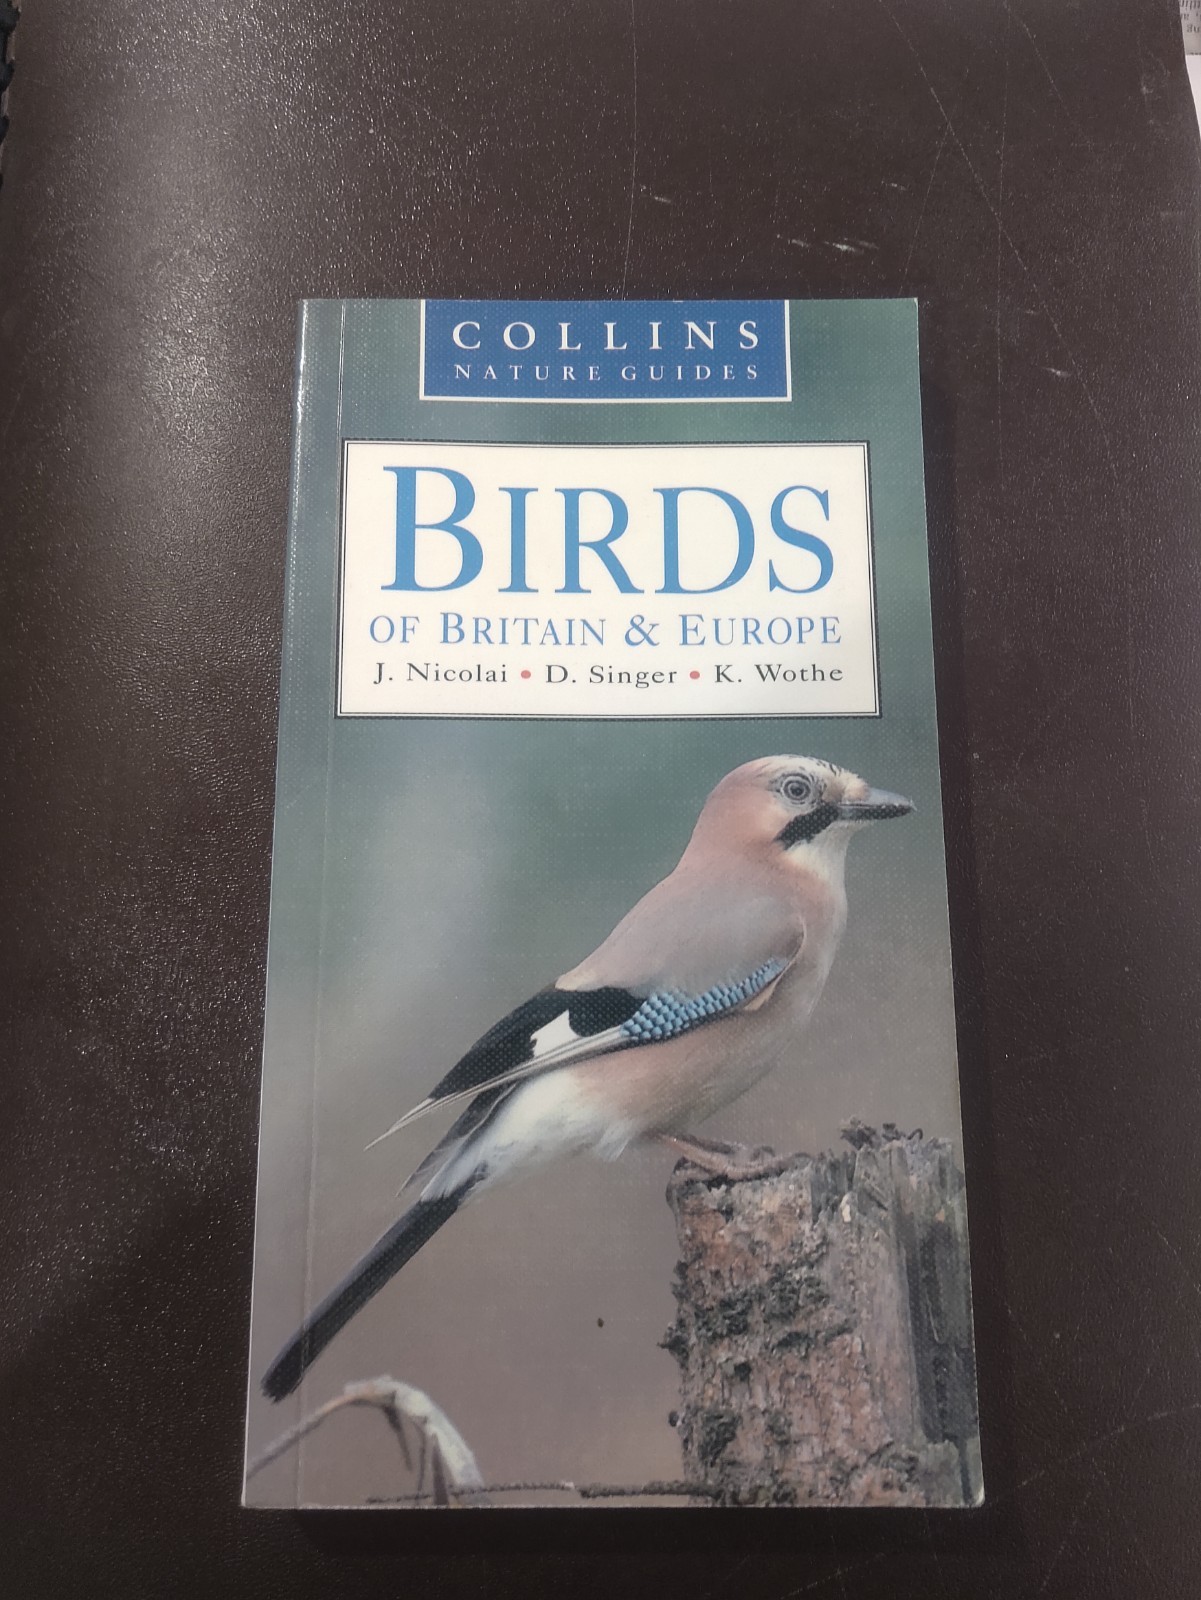 COLLINS
NATURE GUIDES
BIRDS
OF BRITAIN & EUROPE
J. Nicolai • D. Singer • K. Wothe